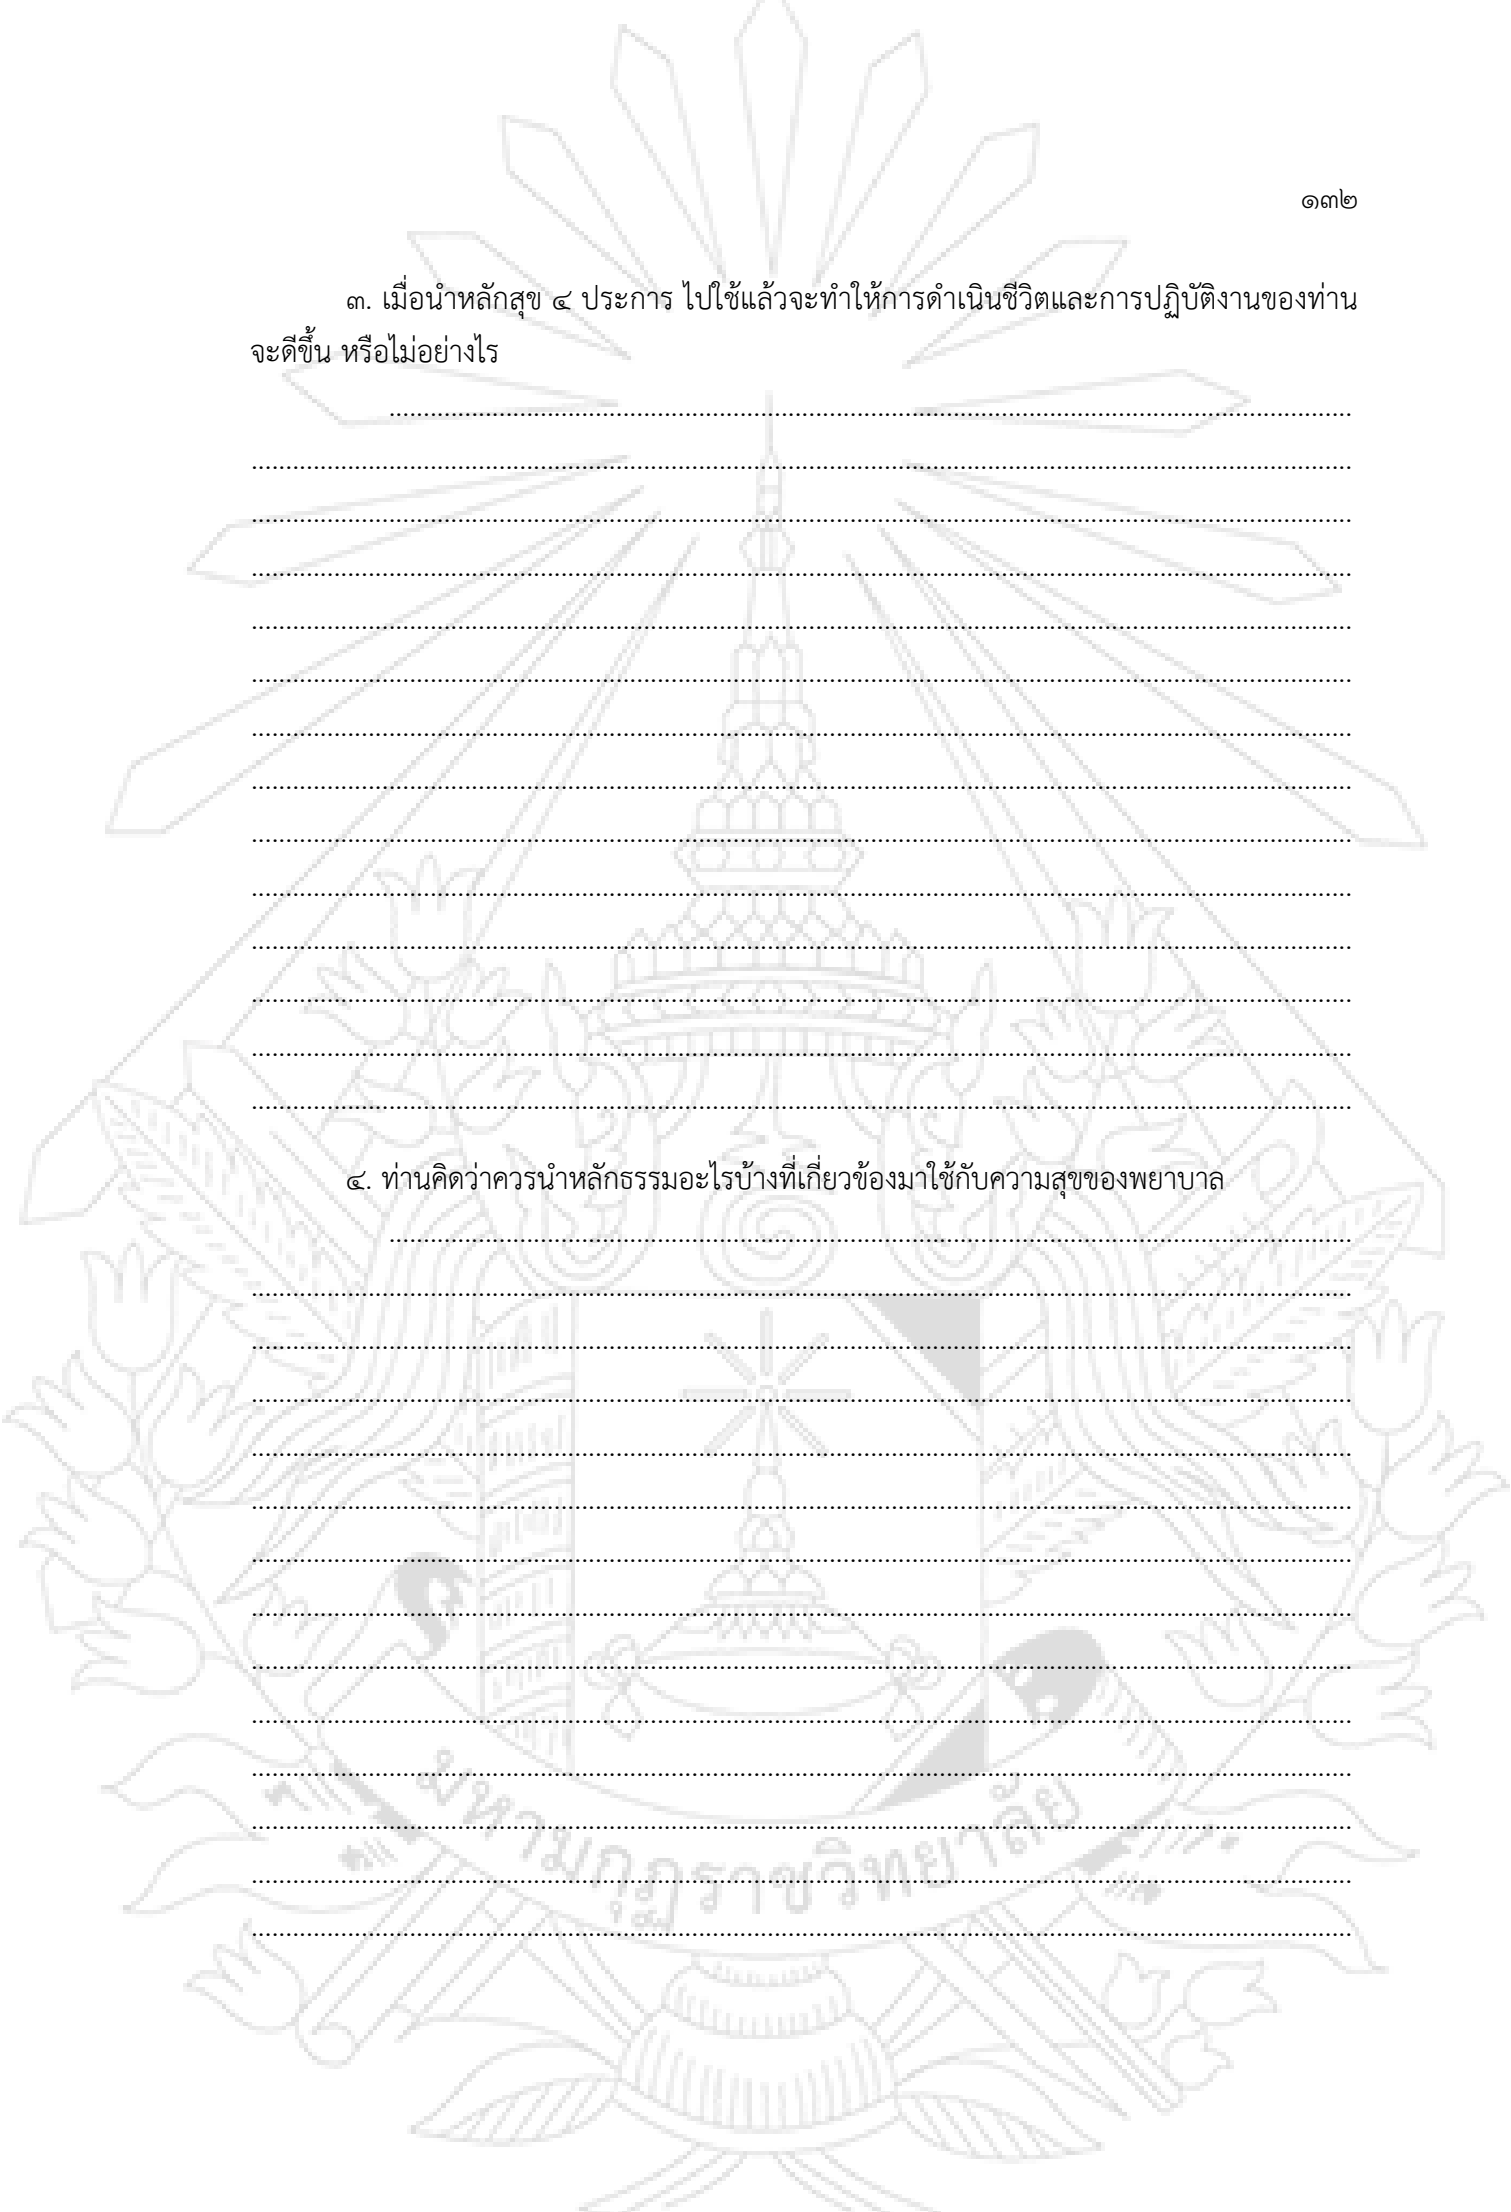 ๑๓๒
๓. เมื่อนำหลักสุข ๔ ประการ ไปใช้แล้วจะทำให้การดำเนินชีวิตและการปฏิบัติงานของท่าน
จะดีขึ้น หรือไม่อย่างไร
๔. ท่านคิดว่าควรนำหลักธรรมอะไรบ้างที่เกี่ยวข้องมาใช้กับความสุขของพยาบาล
มหามกุฏราชวิทยาลัย